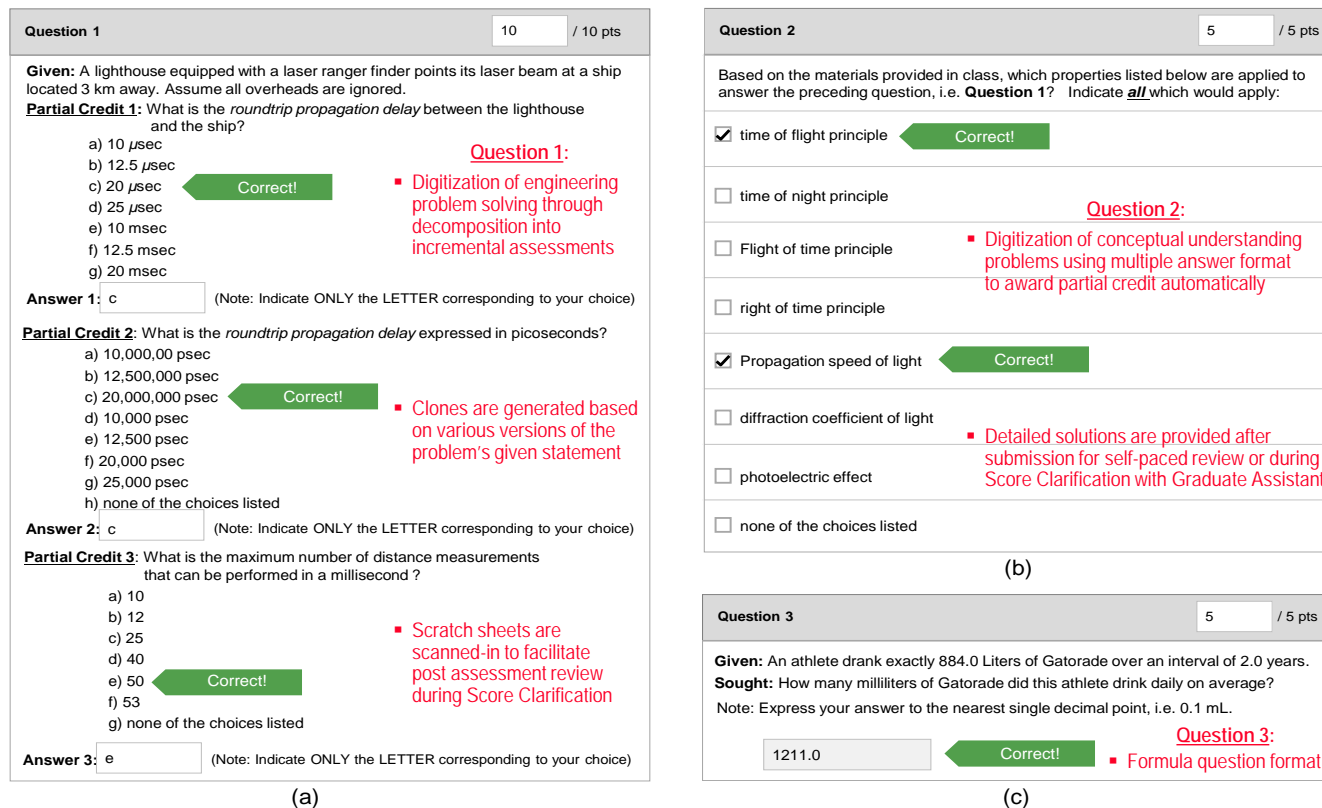 Question 1
10
/ 10 pts
Given: A lighthouse equipped with a laser ranger finder points its laser beam at a ship
located 3 km away. Assume all overheads are ignored.
Partial Credit 1: What is the roundtrip propagation delay between the lighthouse
and the ship?
a) 10 µsec
b) 12.5 µsec
c) 20 µsec
Correct!
d) 25 µsec
e) 10 msec
f) 12.5 msec
g) 20 msec
Question 1:
▪ Digitization of engineering
problem solving through
decomposition into
incremental assessments
Answer 1: c
(Note: Indicate ONLY the LETTER corresponding to your choice)
Partial Credit 2: What is the roundtrip propagation delay expressed in picoseconds?
a) 10,000,00 psec
b) 12,500,000 psec
c) 20,000,000 psec
Correct!
d) 10,000 psec
e) 12,500 psec
f) 20,000 psec
g) 25,000 psec
h) none of the choices listed
▪ Clones are generated based
on various versions of the
problem's given statement
Answer 2: c
(Note: Indicate ONLY the LETTER corresponding to your choice)
Partial Credit 3: What is the maximum number of distance measurements
that can be performed in a millisecond ?
a) 10
b) 12
c) 25
d) 40
e) 50
Correct!
f) 53
g) none of the choices listed
▪ Scratch sheets are
scanned-in to facilitate
post assessment review
during Score Clarification
Answer 3: e
(Note: Indicate ONLY the LETTER corresponding to your choice)
(a)
Question 2
5
/ 5 pts
Based on the materials provided in class, which properties listed below are applied to
answer the preceding question, i.e. Question 1? Indicate all which would apply:
time of flight principle
Correct!
time of night principle
Flight of time principle
right of time principle
Propagation speed of light
Correct!
diffraction coefficient of light
photoelectric effect
none of the choices listed
Question 2:
▪ Digitization of conceptual understanding
problems using multiple answer format
to award partial credit automatically
▪ Detailed solutions are provided after
submission for self-paced review or during
Score Clarification with Graduate Assistant
(b)
Question 3
5
/ 5 pts
Given: An athlete drank exactly 884.0 Liters of Gatorade over an interval of 2.0 years.
Sought: How many milliliters of Gatorade did this athlete drink daily on average?
Note: Express your answer to the nearest single decimal point, i.e. 0.1 mL.
1211.0
Correct!
Question 3:
▪ Formula question format
(c)